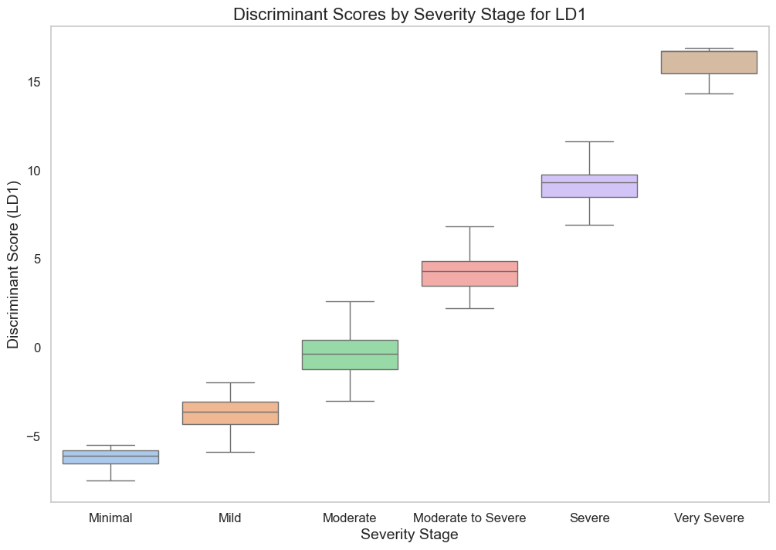 Discriminant Scores by Severity Stage for LD1
Discriminant Score (LD1)
15
10
5
0
−5
Minimal Mild Moderate Moderate to Severe Severe Very Severe
Severity Stage